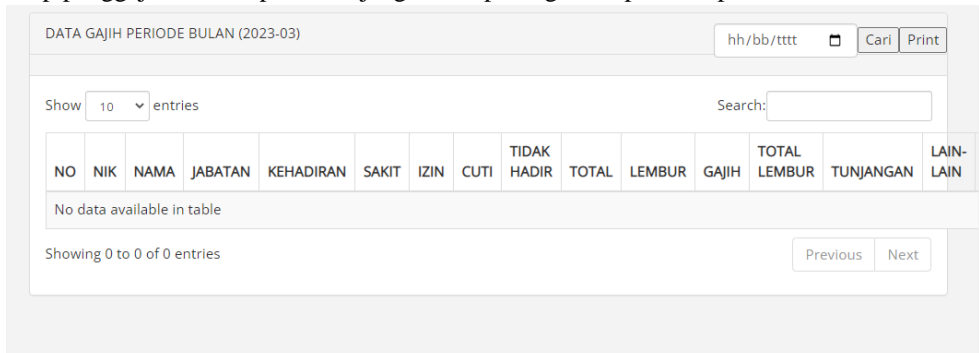 DATA GAJIH PERIODE BULAN (2023-03) hh/bb/tttt Cari Print
Show 10 entries Search:
NO NIK NAMA JABATAN KEHADIRAN SAKIT IZIN CUTI TIDAK HADIR TOTAL LEMBUR GAJIH TOTAL LEMBUR TUNJANGAN LAIN-LAIN
No data available in table
Showing 0 to 0 of 0 entries Previous Next